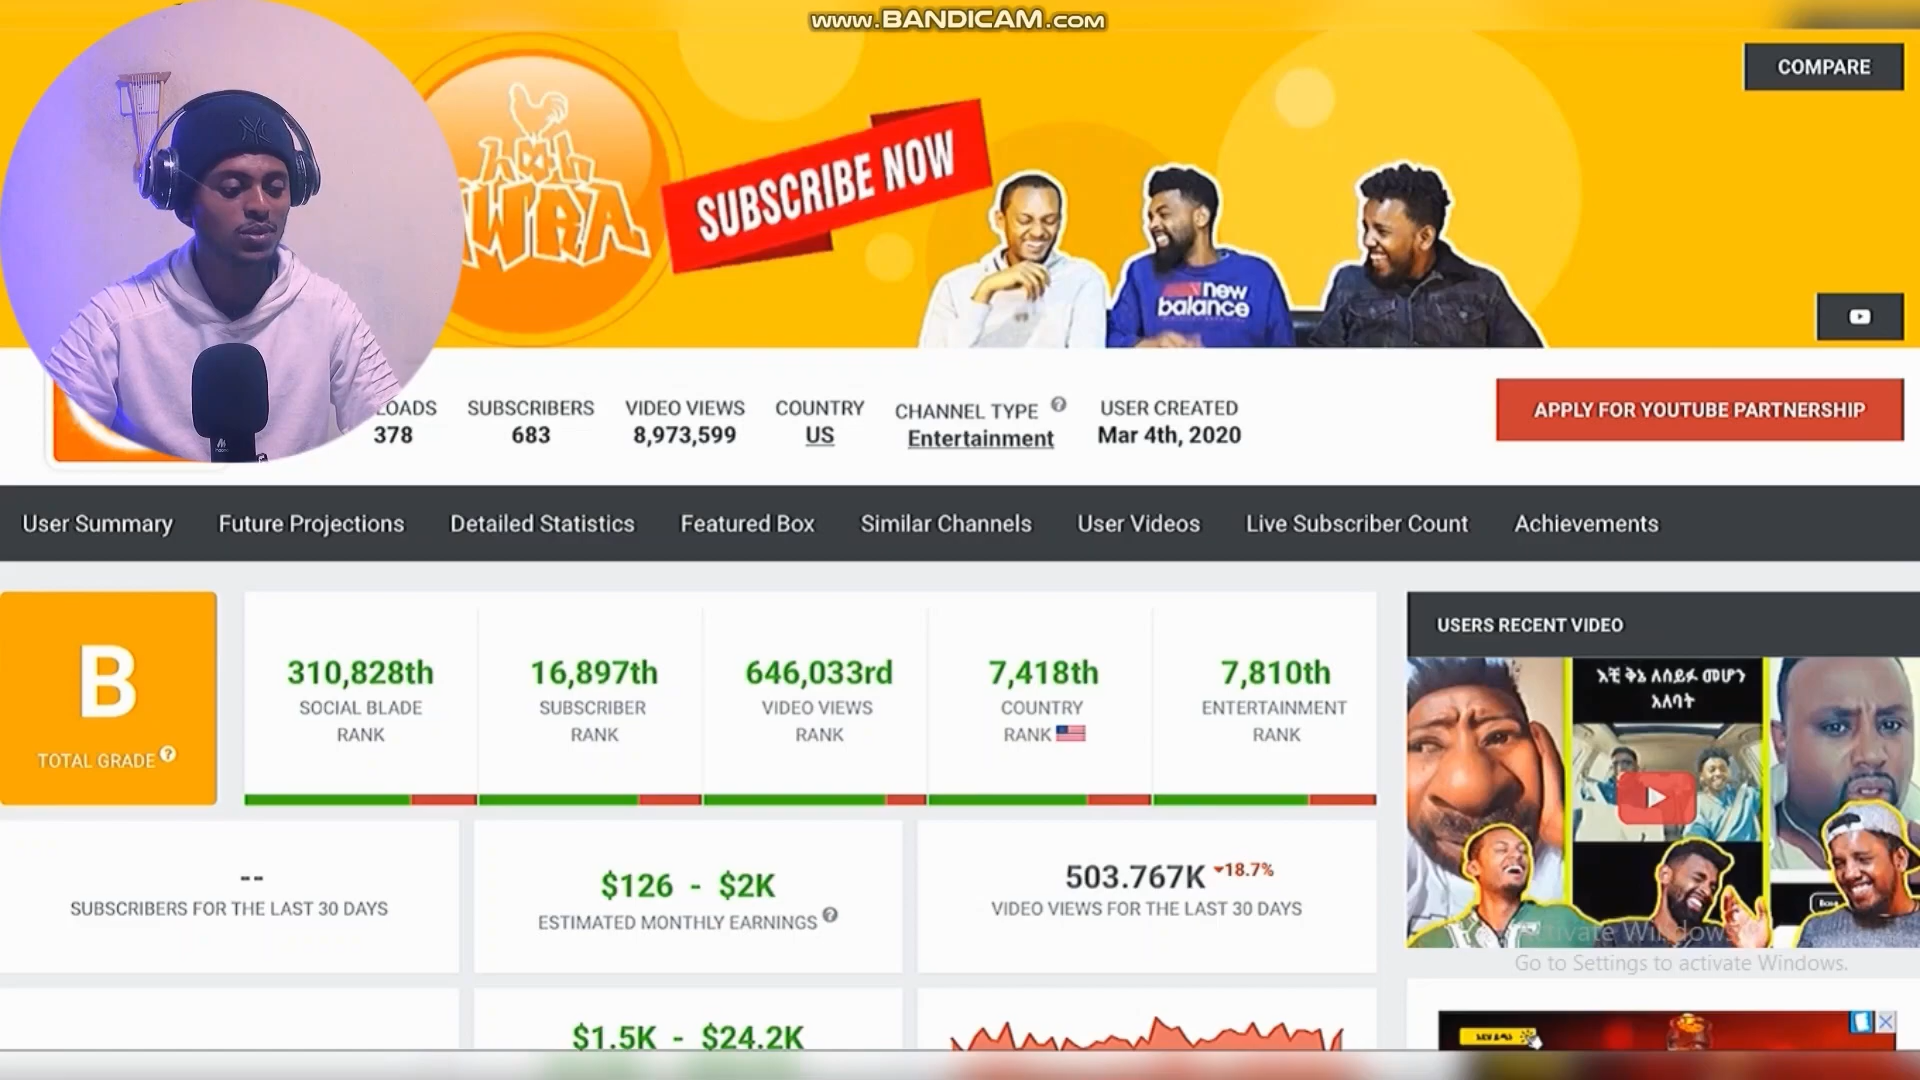 www.BANDICAM.com
COMPARE
አውራ
AWRA
SUBSCRIBE NOW
new
balance
SUBSCRIBERS
683
VIDEO VIEWS
8,973,599
COUNTRY
US
CHANNEL TYPE
Entertainment
USER CREATED
Mar 4th, 2020
378
APPLY FOR YOUTUBE PARTNERSHIP
User Summary
Future Projections
Detailed Statistics
Featured Box
Similar Channels
User Videos
Live Subscriber Count
Achievements
B
TOTAL GRADE
310,828th
SOCIAL BLADE
RANK
16,897th
SUBSCRIBER
RANK
646,033rd
VIDEO VIEWS
RANK
7,418th
COUNTRY
RANK
7,810th
ENTERTAINMENT
RANK
USERS RECENT VIDEO
እኛ ቅኔ ለሰይፉ መሆን
አለባት
--
SUBSCRIBERS FOR THE LAST 30 DAYS
$126 - $2K
ESTIMATED MONTHLY EARNINGS
503.767K 18.7%
VIDEO VIEWS FOR THE LAST 30 DAYS
Activate Windows
Go to Settings to activate Windows.
$1.5K - $24.2K